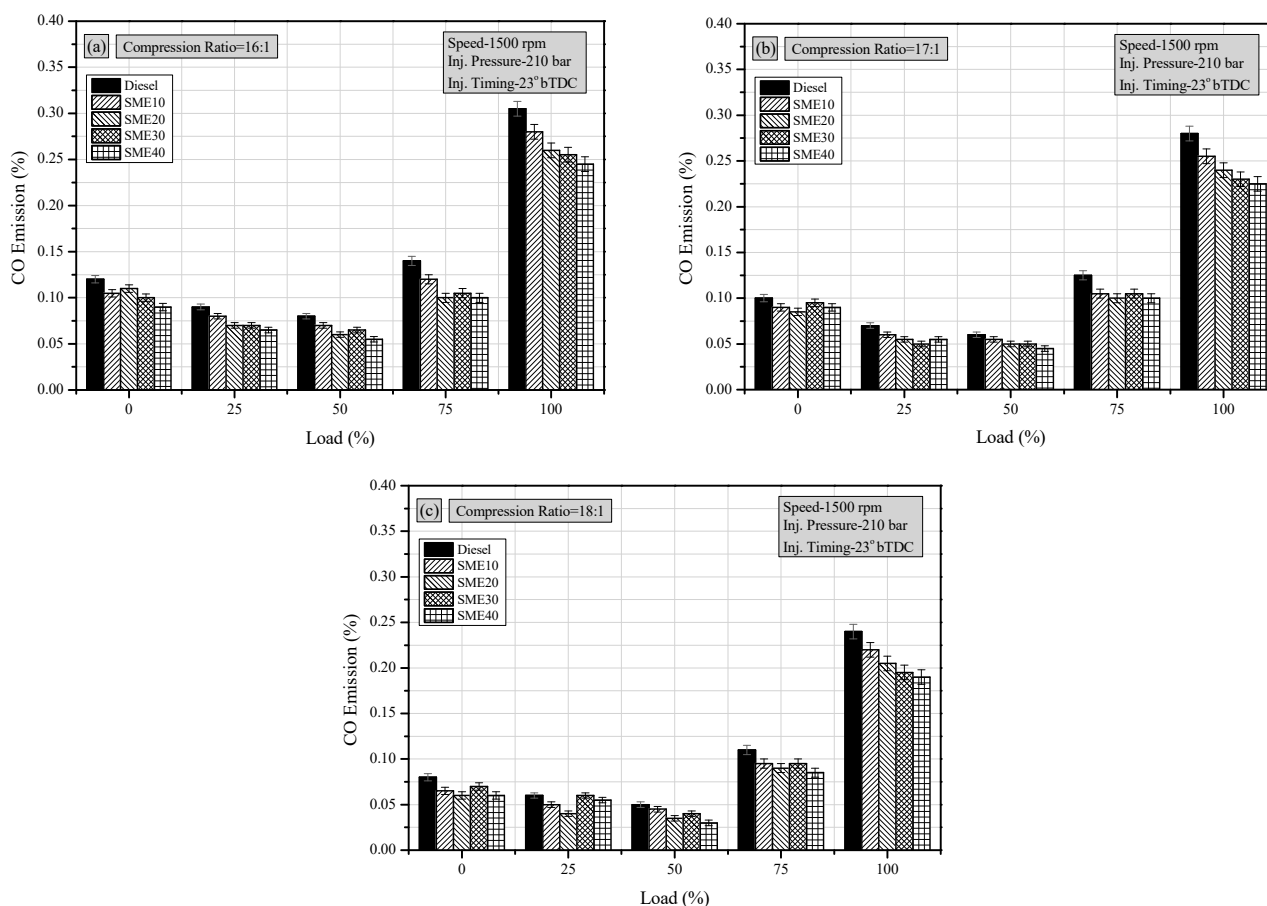 0.40
0.35
0.30
0.25
0.20
0.15
0.10
0.05
0.00
CO Emission (%)
(a)
Compression Ratio=16:1
Speed-1500 rpm
Inj. Pressure-210 bar
Inj. Timing-23° bTDC
Diesel
SME10
SME20
SME30
SME40
0 25 50 75 100
Load (%)
0.40
0.35
0.30
0.25
0.20
0.15
0.10
0.05
0.00
CO Emission (%)
(b)
Compression Ratio=17:1
Speed-1500 rpm
Inj. Pressure-210 bar
Inj. Timing-23° bTDC
Diesel
SME10
SME20
SME30
SME40
0 25 50 75 100
Load (%)
0.40
0.35
0.30
0.25
0.20
0.15
0.10
0.05
0.00
CO Emission (%)
(c)
Compression Ratio=18:1
Speed-1500 rpm
Inj. Pressure-210 bar
Inj. Timing-23° bTDC
Diesel
SME10
SME20
SME30
SME40
0 25 50 75 100
Load (%)